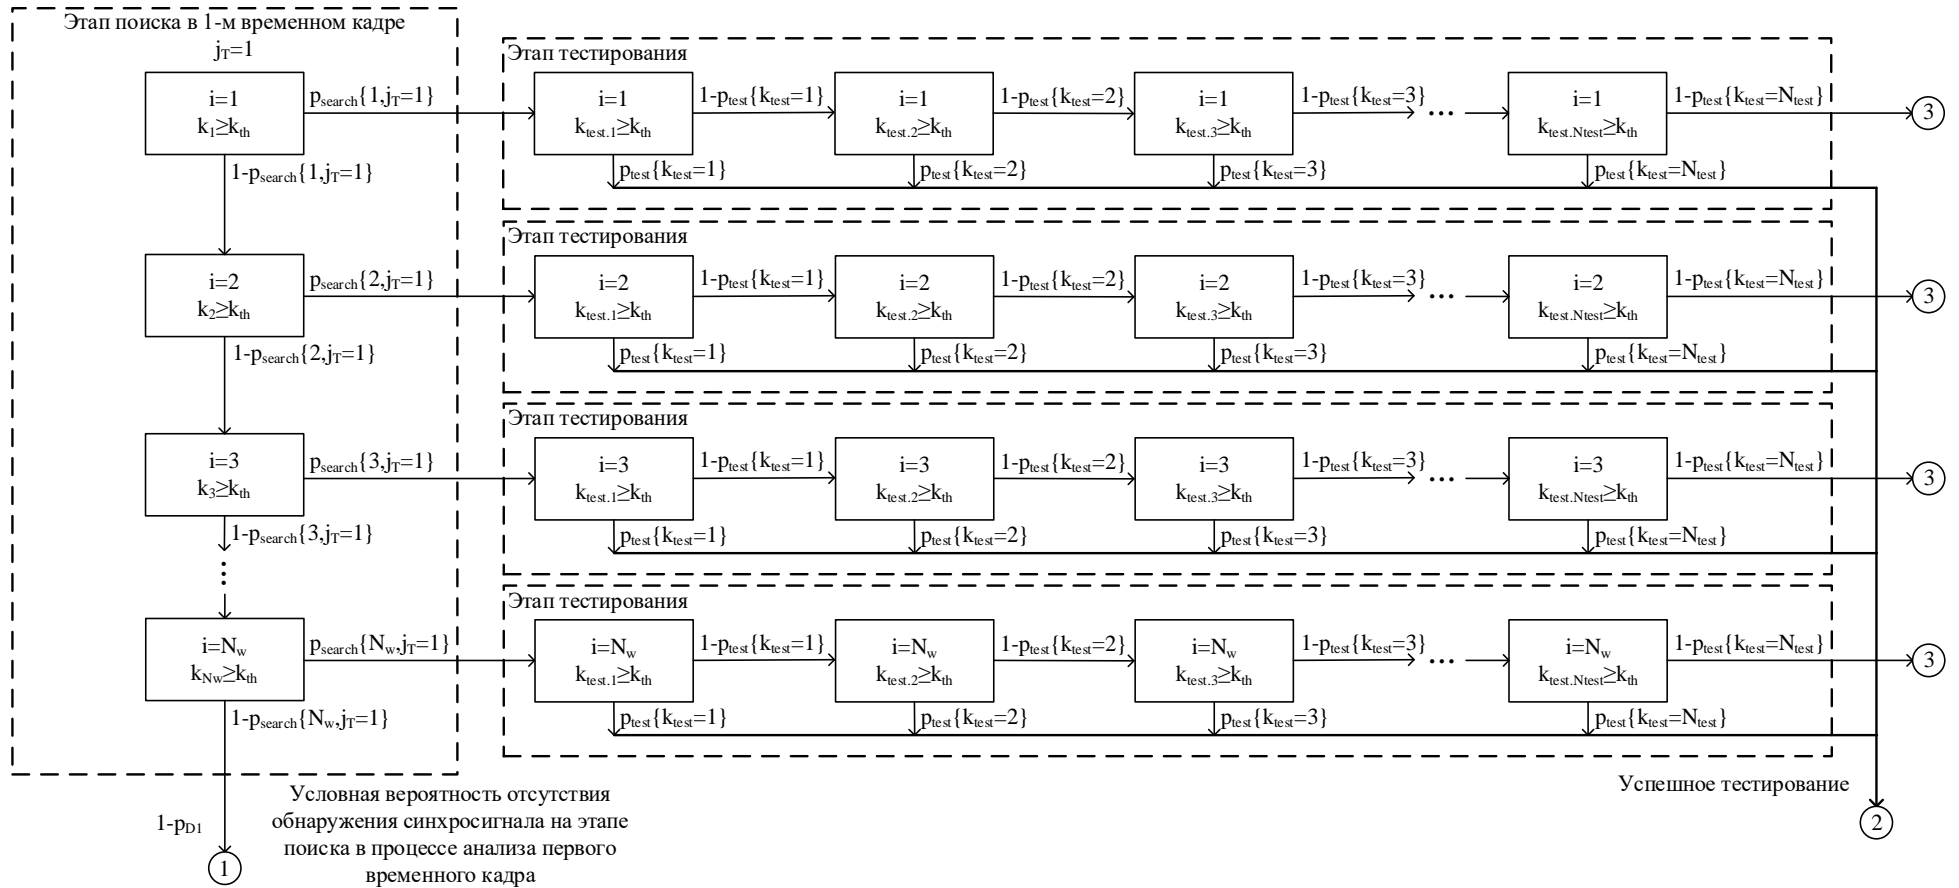 Этап поиска в 1-м временном кадре
j_T=1
i=1
k_1≥k_th
p_search{1,j_T=1}
1-p_search{1,j_T=1}
Этап тестирования
i=1
k_test.1≥k_th
1-p_test{k_test=1}
p_test{k_test=1}
i=1
k_test.2≥k_th
1-p_test{k_test=2}
p_test{k_test=2}
i=1
k_test.3≥k_th
1-p_test{k_test=3}
p_test{k_test=3}
...
i=1
k_test.Ntest≥k_th
1-p_test{k_test=N_test}
p_test{k_test=N_test}
3
i=2
k_2≥k_th
p_search{2,j_T=1}
1-p_search{2,j_T=1}
Этап тестирования
i=2
k_test.1≥k_th
1-p_test{k_test=1}
p_test{k_test=1}
i=2
k_test.2≥k_th
1-p_test{k_test=2}
p_test{k_test=2}
i=2
k_test.3≥k_th
1-p_test{k_test=3}
p_test{k_test=3}
...
i=2
k_test.Ntest≥k_th
1-p_test{k_test=N_test}
p_test{k_test=N_test}
3
i=3
k_3≥k_th
p_search{3,j_T=1}
1-p_search{3,j_T=1}
...
Этап тестирования
i=3
k_test.1≥k_th
1-p_test{k_test=1}
p_test{k_test=1}
i=3
k_test.2≥k_th
1-p_test{k_test=2}
p_test{k_test=2}
i=3
k_test.3≥k_th
1-p_test{k_test=3}
p_test{k_test=3}
...
i=3
k_test.Ntest≥k_th
1-p_test{k_test=N_test}
p_test{k_test=N_test}
3
i=N_w
k_Nw≥k_th
p_search{N_w,j_T=1}
1-p_search{N_w,j_T=1}
Этап тестирования
i=N_w
k_test.1≥k_th
1-p_test{k_test=1}
p_test{k_test=1}
i=N_w
k_test.2≥k_th
1-p_test{k_test=2}
p_test{k_test=2}
i=N_w
k_test.3≥k_th
1-p_test{k_test=3}
p_test{k_test=3}
...
i=N_w
k_test.Ntest≥k_th
1-p_test{k_test=N_test}
p_test{k_test=N_test}
3
1-p_D1
1
Условная вероятность отсутствия
обнаружения синхросигнала на этапе
поиска в процессе анализа первого
временного кадра
Успешное тестирование
2